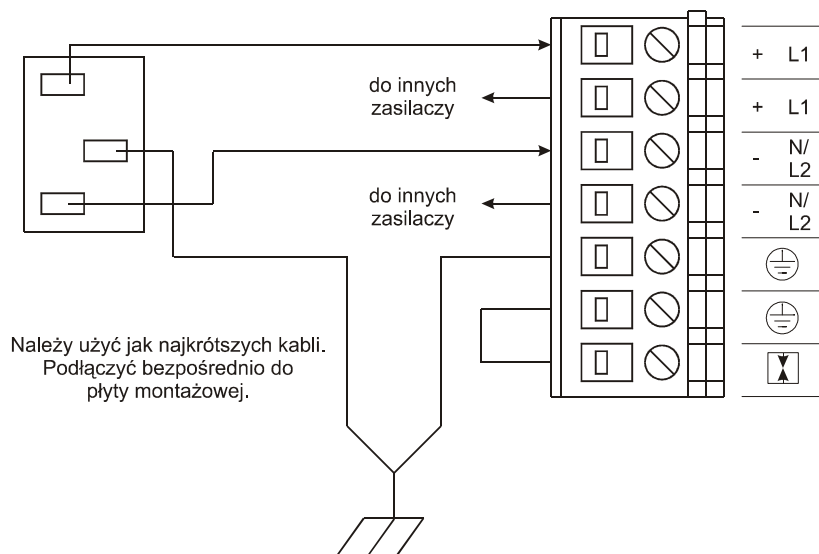 + L1
do innych
zasilaczy
+ L1
- N/
L2
do innych
zasilaczy
- N/
L2
Należy użyć jak najkrótszych kabli.
Podłączyć bezpośrednio do
płyty montażowej.